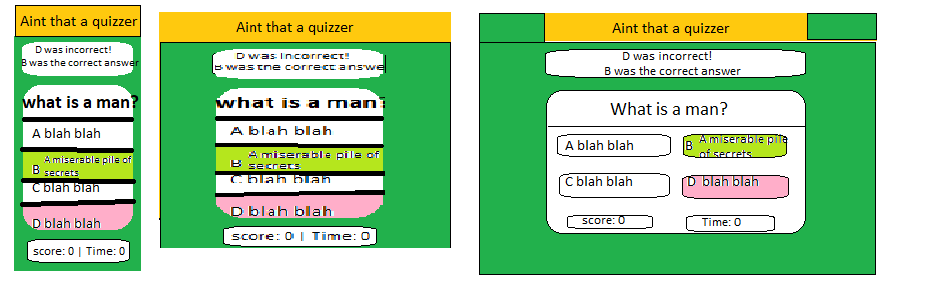 Aint that a quizzer
D was incorrect!
B was the correct answer
what is a man?
A blah blah
B A miserable pile of
secrets
C blah blah
D blah blah
score: 0 | Time: 0
Aint that a quizzer
D was incorrect!
B was the correct answe
what is a man?
A blah blah
B A miserable pile of
secrets
C blah blah
D blah blah
score: 0 | Time: 0
Aint that a quizzer
D was incorrect!
B was the correct answer
What is a man?
A blah blah
B A miserable pile
of secrets
C blah blah
D blah blah
score: 0
Time: 0